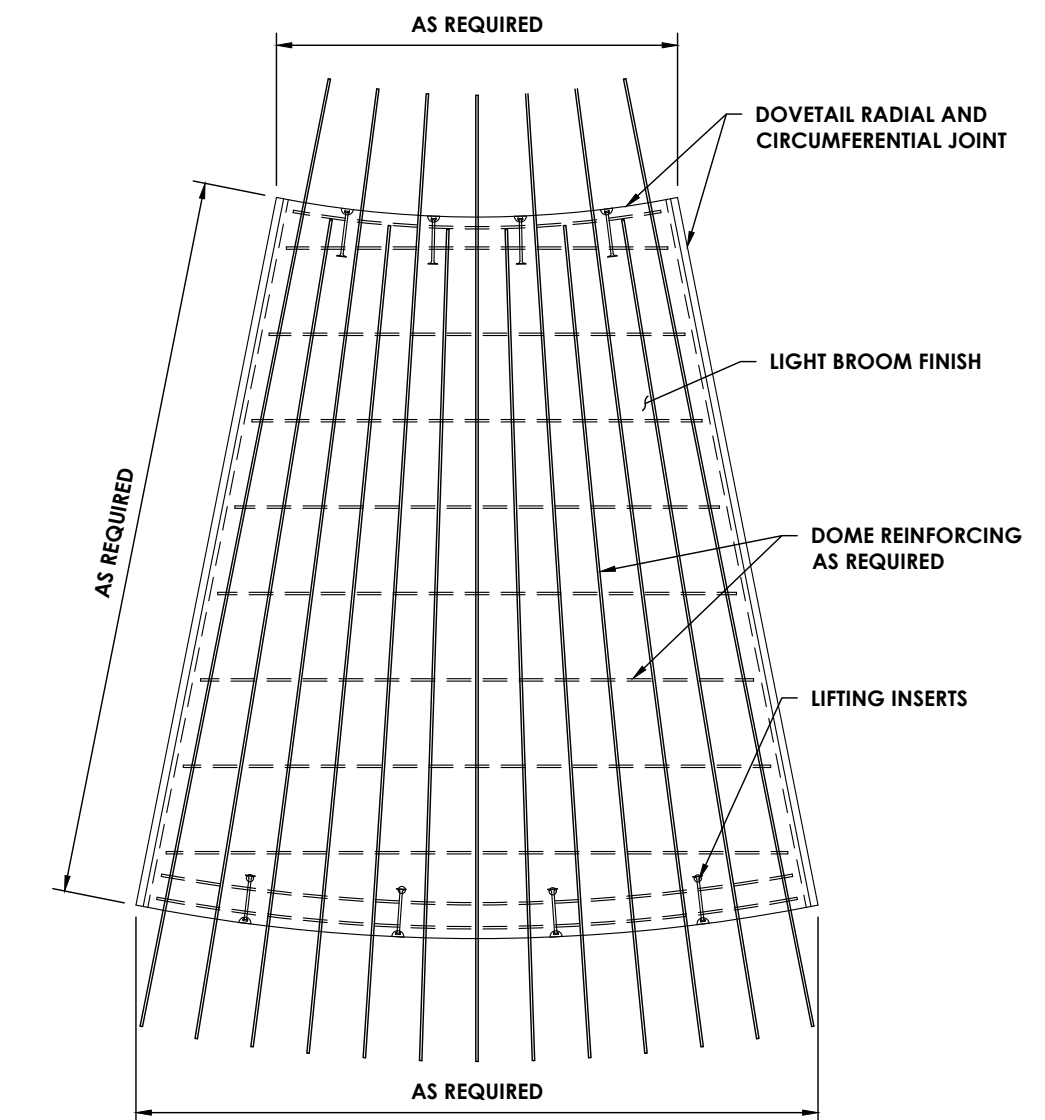 AS REQUIRED
DOVETAIL RADIAL AND
CIRCUMFERENTIAL JOINT
LIGHT BROOM FINISH
AS REQUIRED
DOME REINFORCING
AS REQUIRED
LIFTING INSERTS
AS REQUIRED